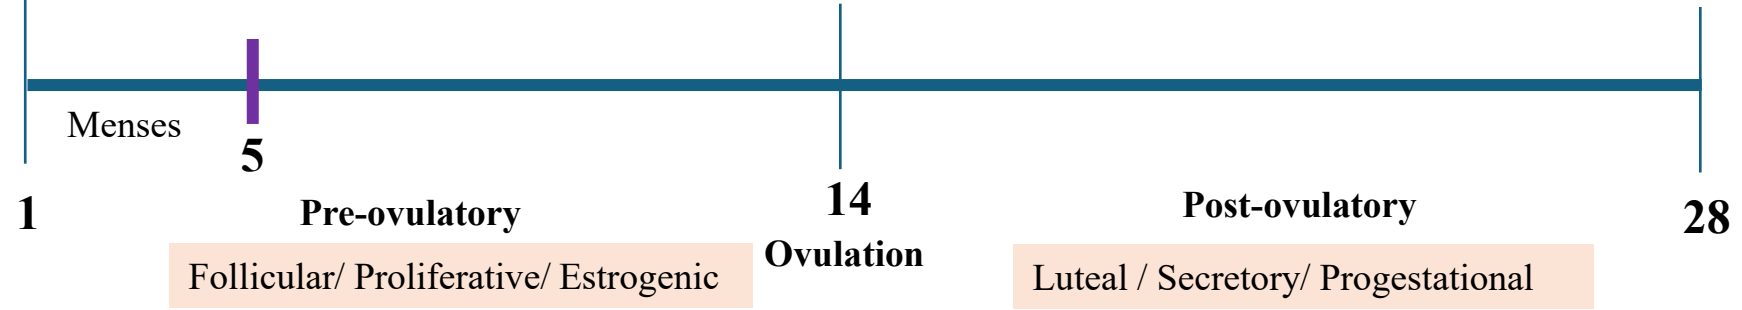 Menses
5
1
Pre-ovulatory
14
Post-ovulatory
28
Ovulation
Follicular/ Proliferative/ Estrogenic
Luteal / Secretory/ Progestational